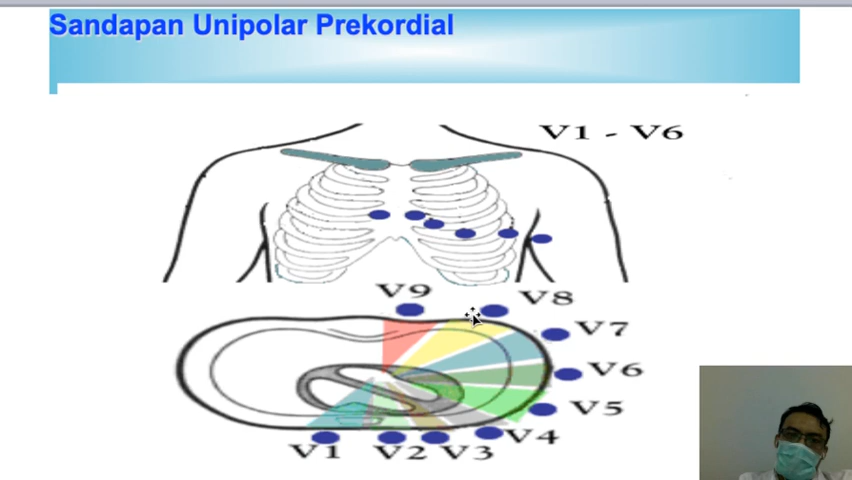 Sandapan Unipolar Prekordial
V1 - V6
V9
V8
V7
V6
V5
V4
V1
V2
V3